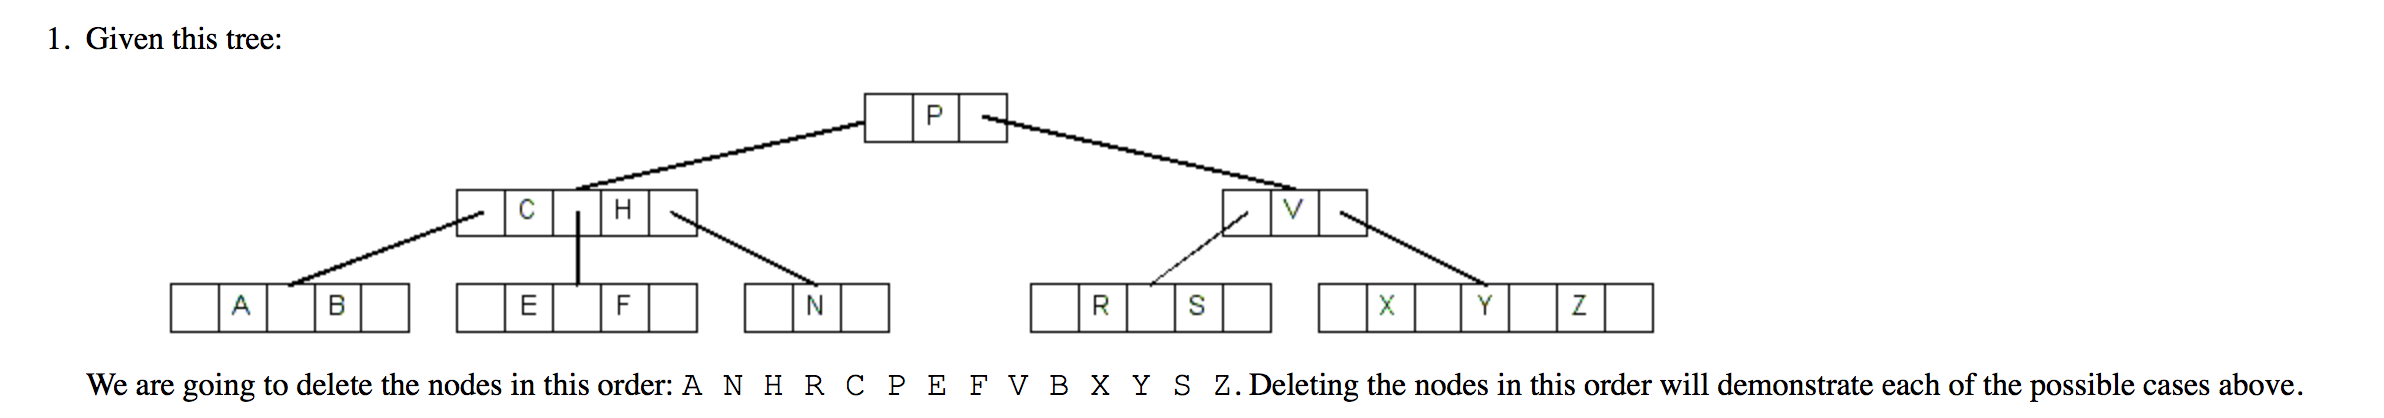 1. Given this tree:
P
C H V
A B E F N R S X Y Z
We are going to delete the nodes in this order: A N H R C P E F V B X Y S Z. Deleting the nodes in this order will demonstrate each of the possible cases above.